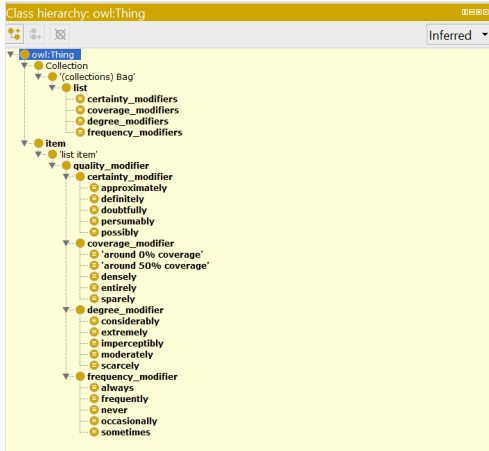 Class hierarchy: owl:Thing
Inferred
owl:Thing
Collection
'(collections) Bag'
list
certainty_modifiers
coverage_modifiers
degree_modifiers
frequency_modifiers
item
'list item'
quality_modifier
certainty_modifier
approximately
definitely
doubtfully
persumably
possibly
coverage_modifier
'around 0% coverage'
'around 50% coverage'
densely
entirely
sparely
degree_modifier
considerably
extremely
imperceptibly
moderately
scarcely
frequency_modifier
always
frequently
never
occasionally
sometimes